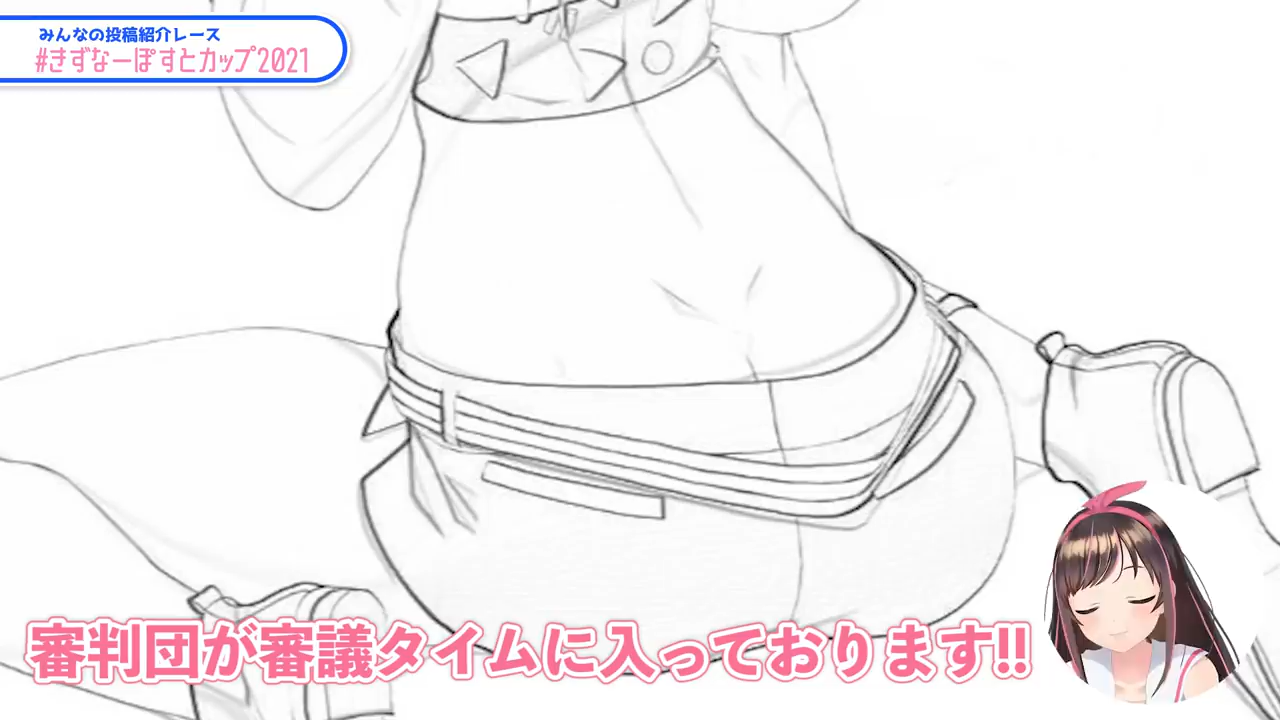 みんなの投稿紹介レース
#きずなーぽすとカップ2021
審判団が審議タイムに入っております!!